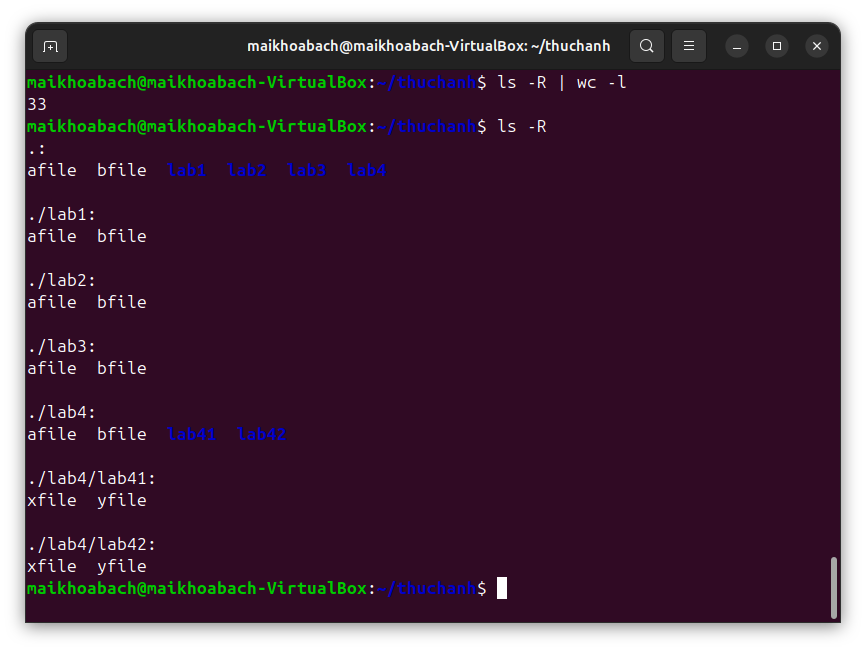 maikhoabach@maikhoabach-VirtualBox: ~/thuchanh
maikhoabach@maikhoabach-VirtualBox:~/thuchanh$ ls -R | wc -l
33
maikhoabach@maikhoabach-VirtualBox:~/thuchanh$ ls -R
.:
afile  bfile  lab1  lab2  lab3  lab4

./lab1:
afile  bfile

./lab2:
afile  bfile

./lab3:
afile  bfile

./lab4:
afile  bfile  lab41  lab42

./lab4/lab41:
xfile  yfile

./lab4/lab42:
xfile  yfile
maikhoabach@maikhoabach-VirtualBox:~/thuchanh$